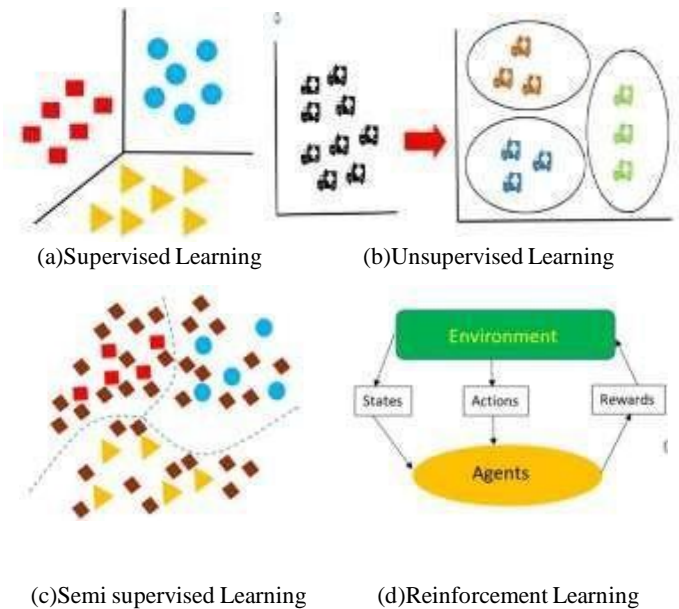 (a)Supervised Learning
(b)Unsupervised Learning
Environment
States
Actions
Rewards
Agents
(c)Semi supervised Learning
(d)Reinforcement Learning